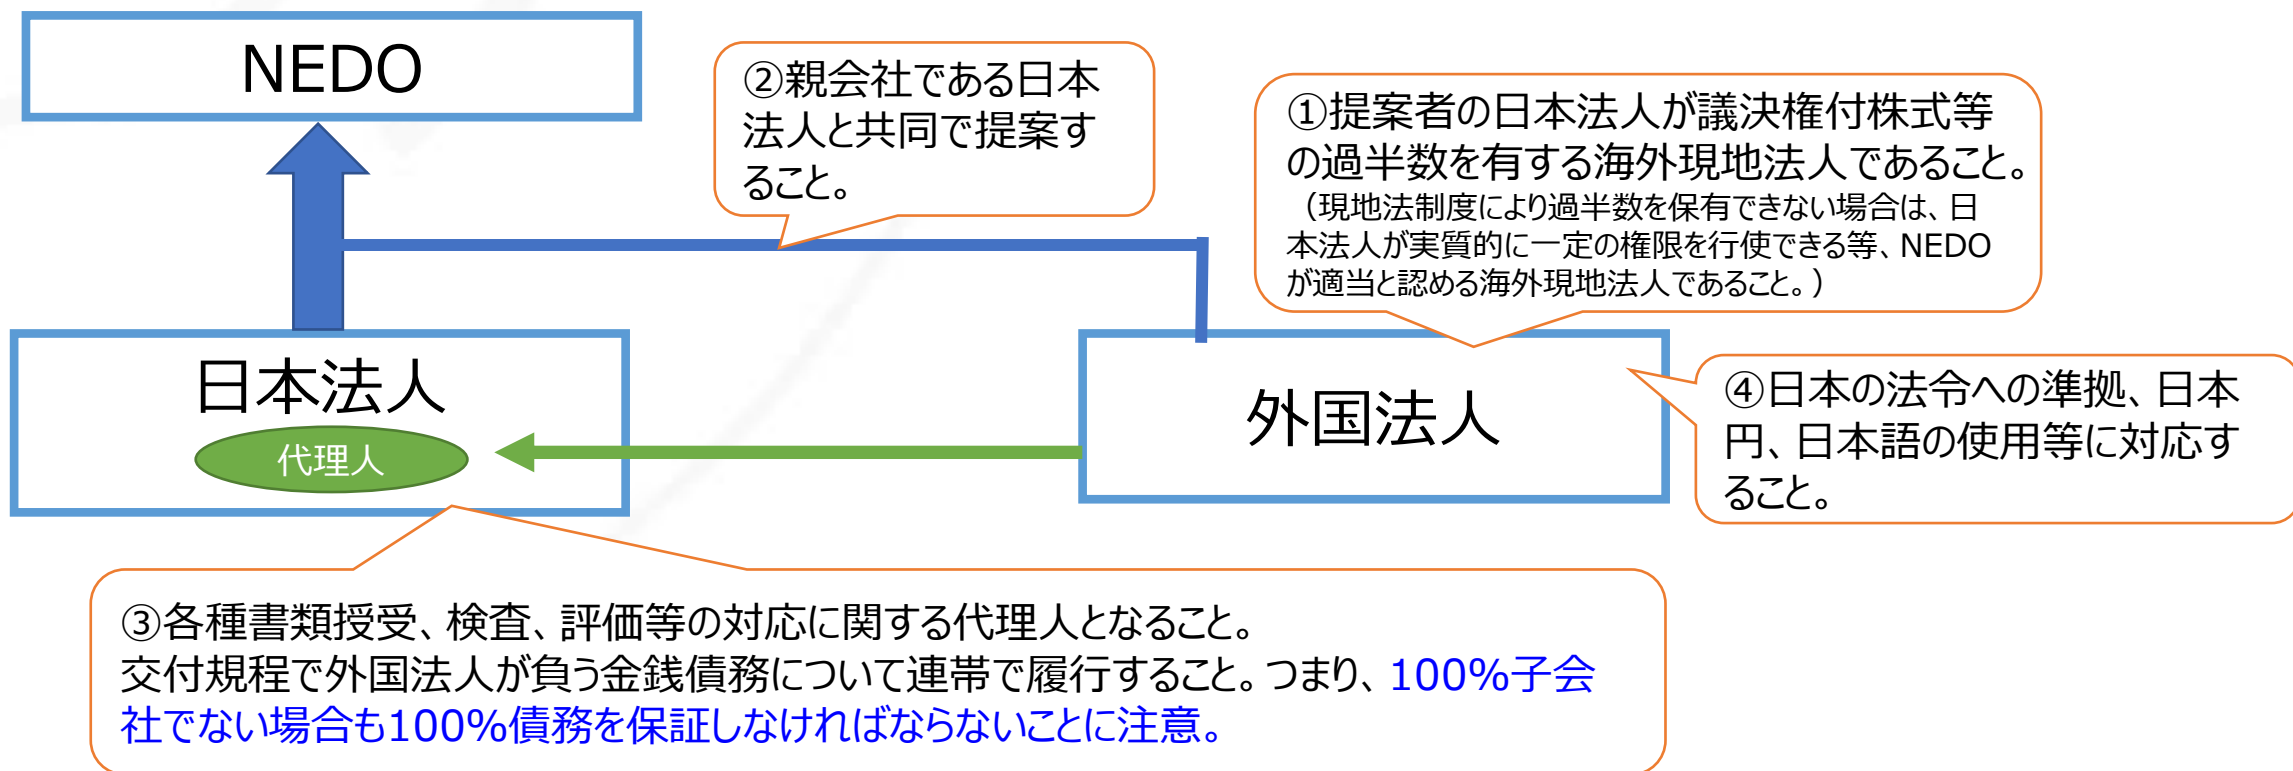 NEDO
②親会社である日本
法人と共同で提案す
ること。
①提案者の日本法人が議決権付株式等
の過半数を有する海外現地法人であること。
（現地法制度により過半数を保有できない場合は、日
本法人が実質的に一定の権限を行使できる等、NEDO
が適当と認める海外現地法人であること。）
日本法人
代理人
外国法人
④日本の法令への準拠、日本
円、日本語の使用等に対応す
ること。
③各種書類授受、検査、評価等の対応に関する代理人となること。
交付規程で外国法人が負う金銭債務について連帯で履行すること。つまり、100%子会
社でない場合も100%債務を保証しなければならないことに注意。